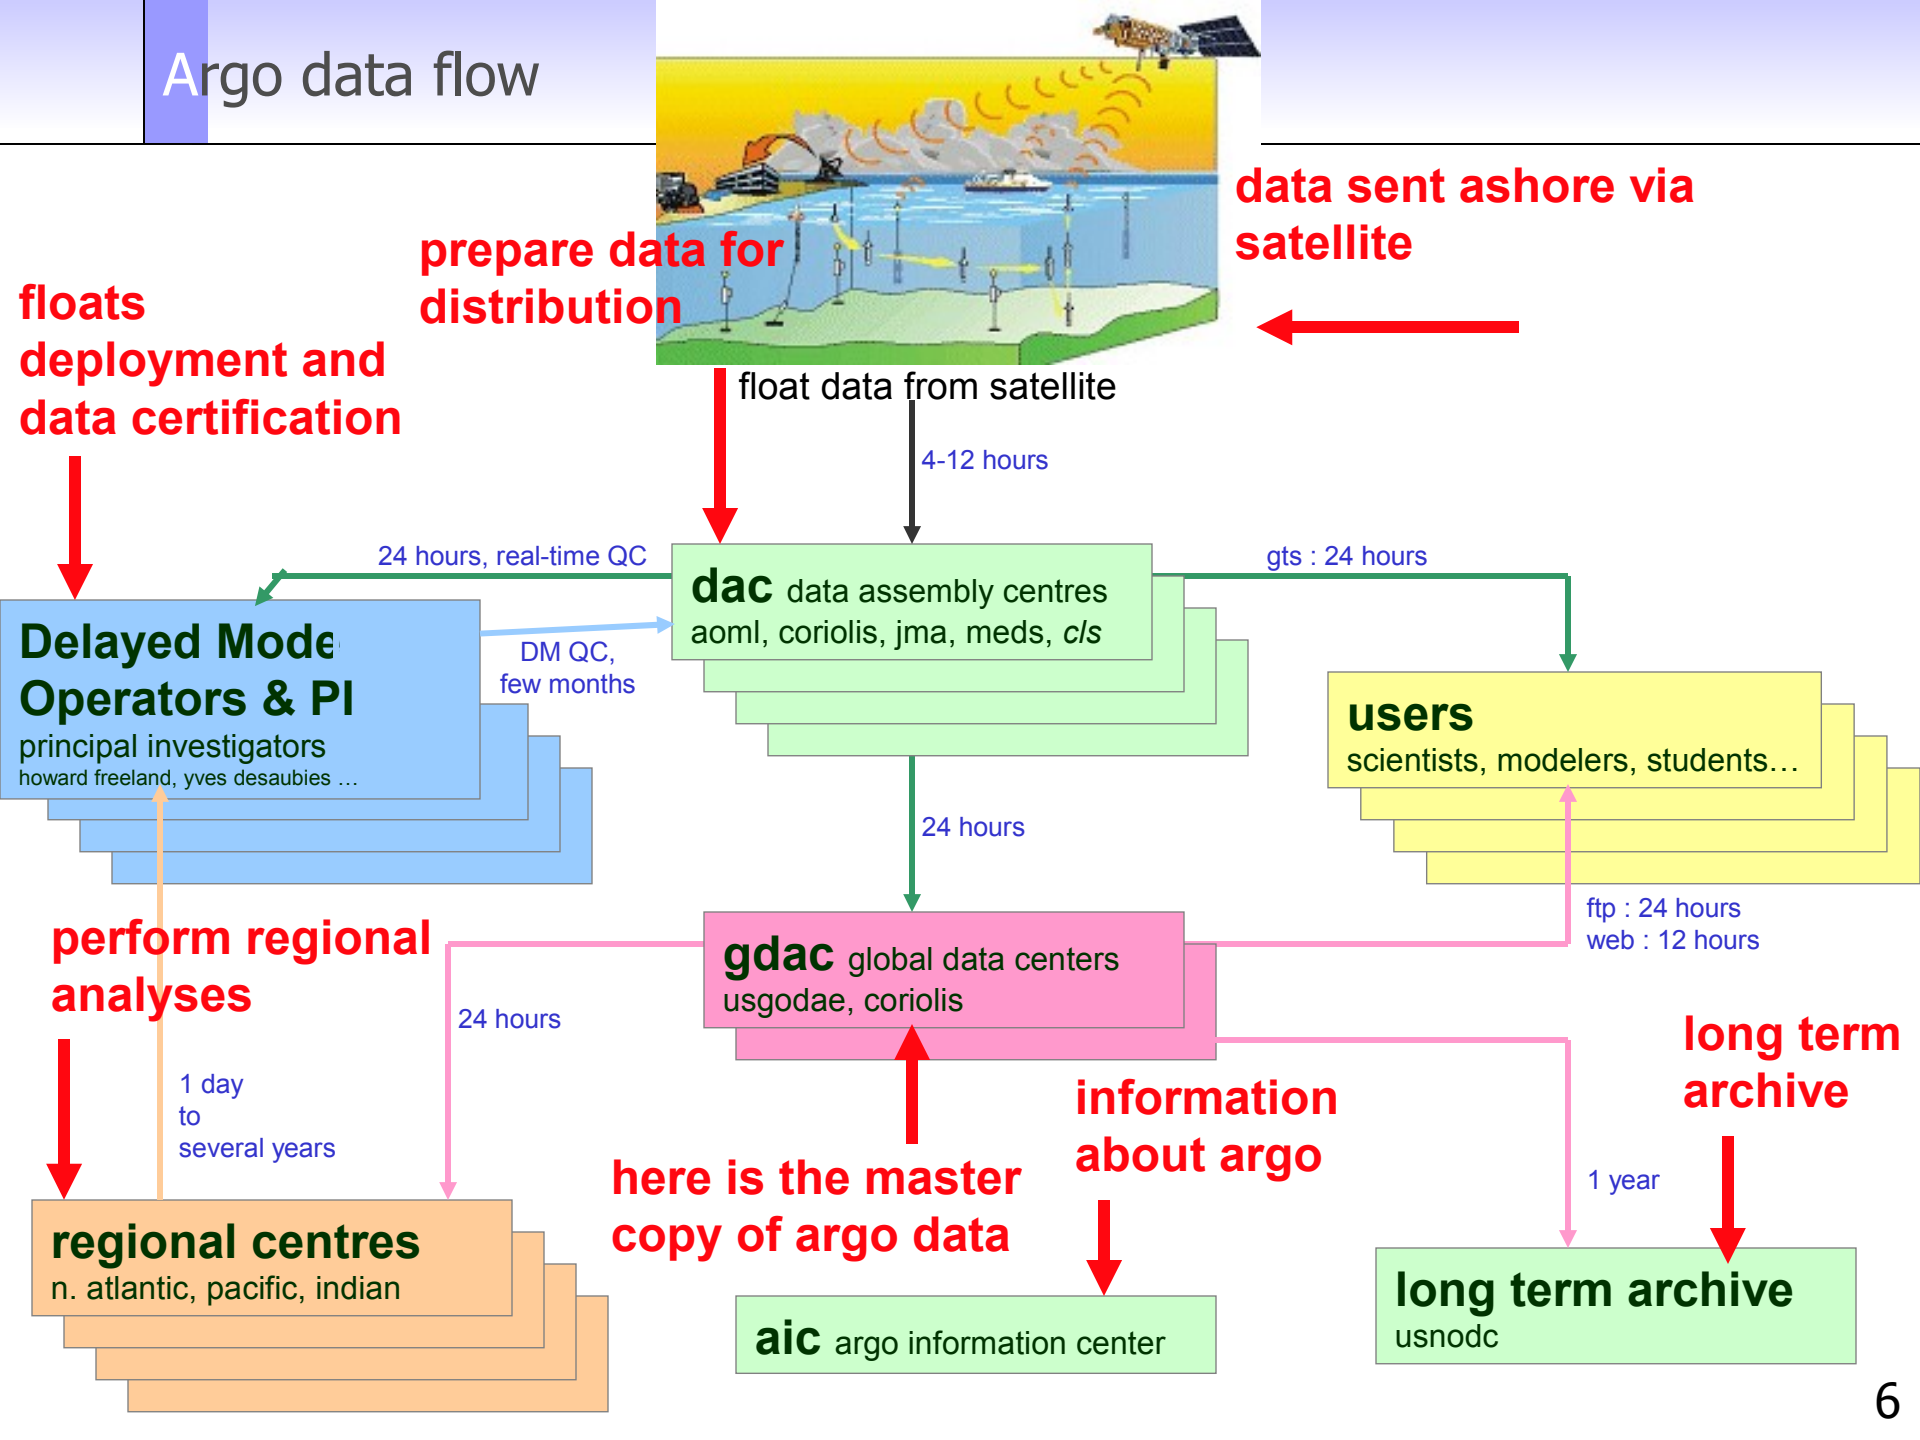 Argo data flow
data sent ashore via
satellite
prepare data for
distribution
floats
deployment and
data certification
float data from satellite
4-12 hours
24 hours, real-time QC
gts : 24 hours
dac data assembly centres
aoml, coriolis, jma, meds, cls
Delayed Mode
Operators & PI
principal investigators
howard freeland, yves desaubies …
DM QC,
few months
users
scientists, modelers, students…
24 hours
ftp : 24 hours
web : 12 hours
perform regional
analyses
gdac global data centers
usgodae, coriolis
24 hours
long term
archive
1 day
to
several years
information
about argo
here is the master
copy of argo data
1 year
regional centres
n. atlantic, pacific, indian
long term archive
usnodc
aic argo information center
6